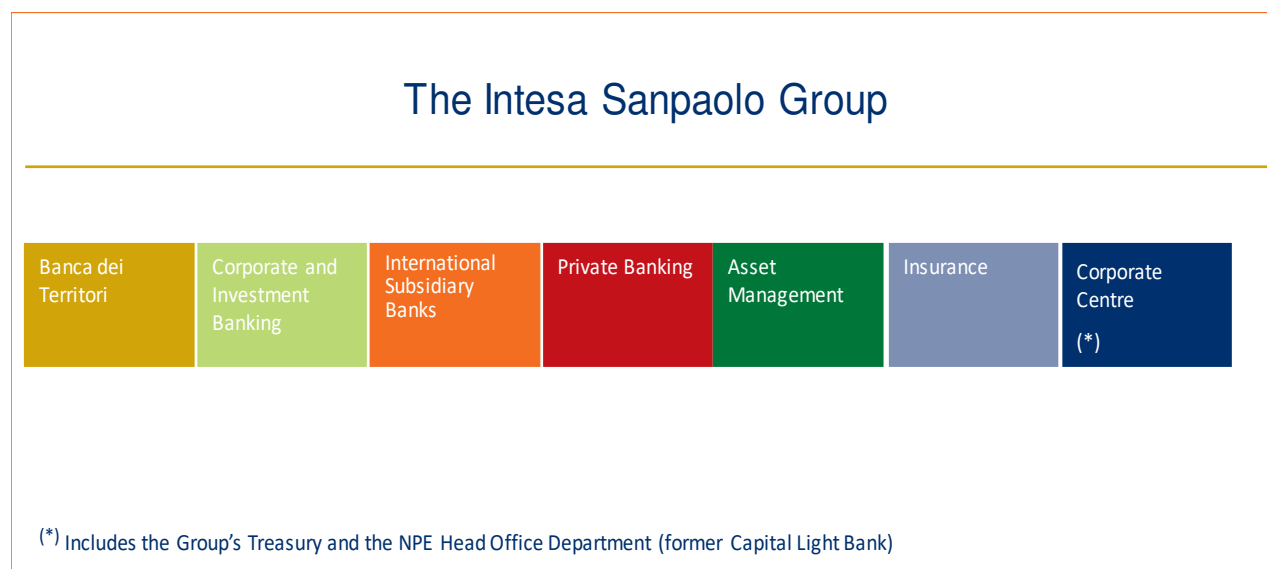 The Intesa Sanpaolo Group
Banca dei
Territori
Corporate and
Investment
Banking
International
Subsidiary
Banks
Private Banking
Asset
Management
Insurance
Corporate
Centre
(*)
(*) Includes the Group’s Treasury and the NPE Head Office Department (former Capital Light Bank)